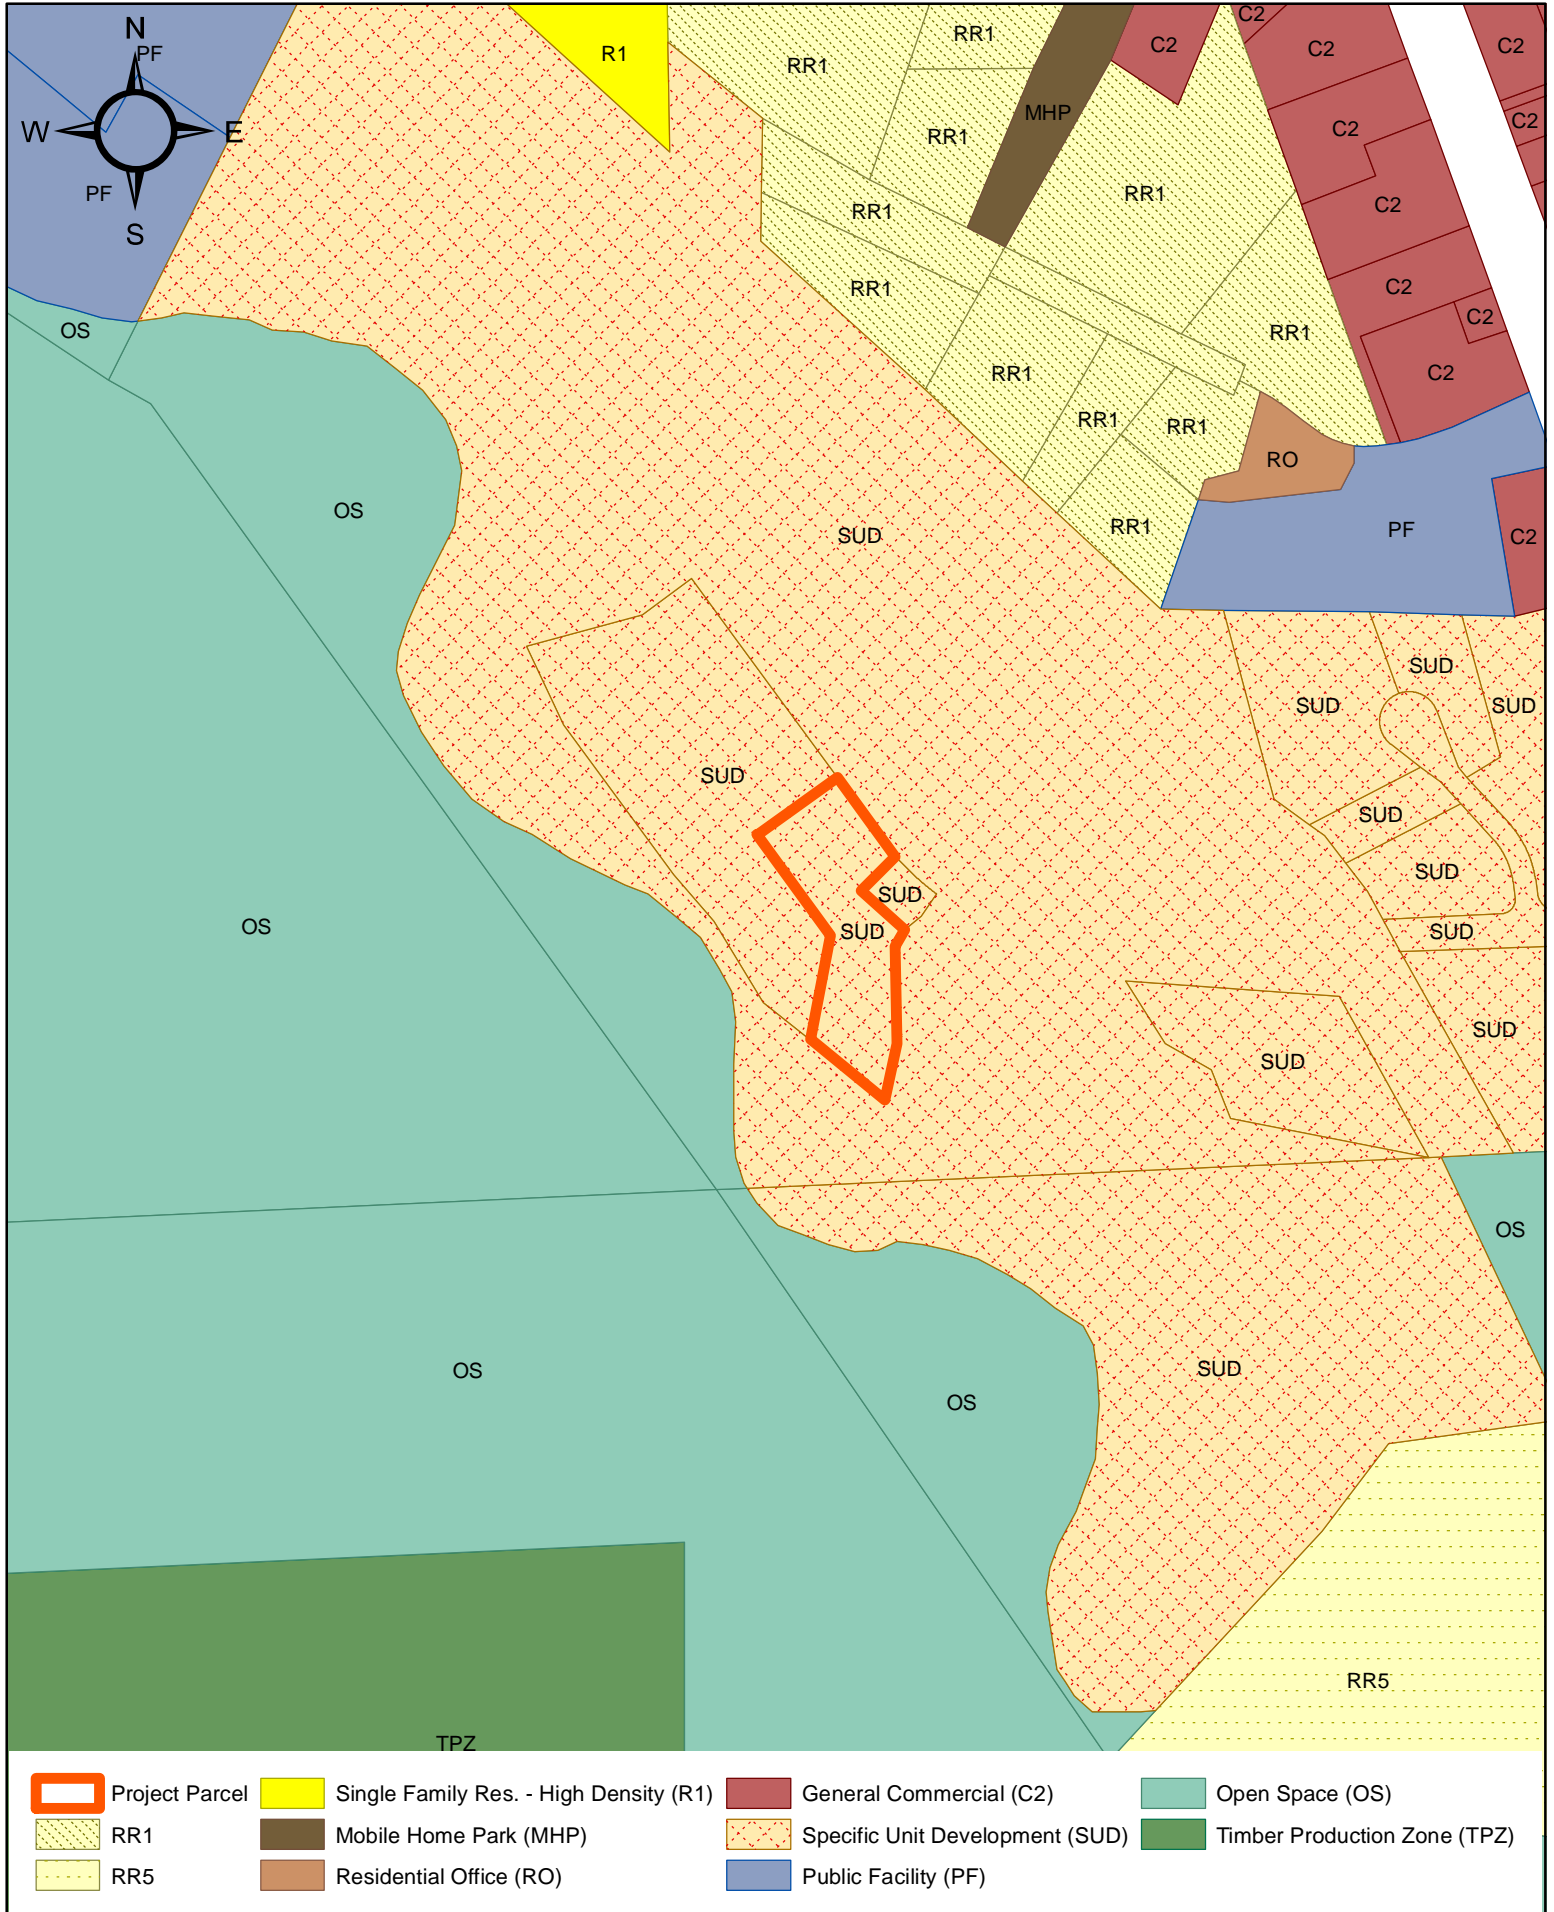 N
PF
W
E
PF
S
R1
RR1
RR1
MHP
C2
C2
C2
C2
RR1
C2
C2
RR1
RR1
C2
RR1
C2
C2
OS
RR1
RR1
C2
RR1
RR1
RO
OS
SUD
RR1
PF
C2
SUD
SUD
SUD
SUD
SUD
SUD
SUD
OS
SUD
SUD
SUD
SUD
SUD
OS
OS
SUD
OS
RR5
TPZ
Project Parcel
Single Family Res. - High Density (R1)
General Commercial (C2)
Open Space (OS)
RR1
Mobile Home Park (MHP)
Specific Unit Development (SUD)
Timber Production Zone (TPZ)
RR5
Residential Office (RO)
Public Facility (PF)